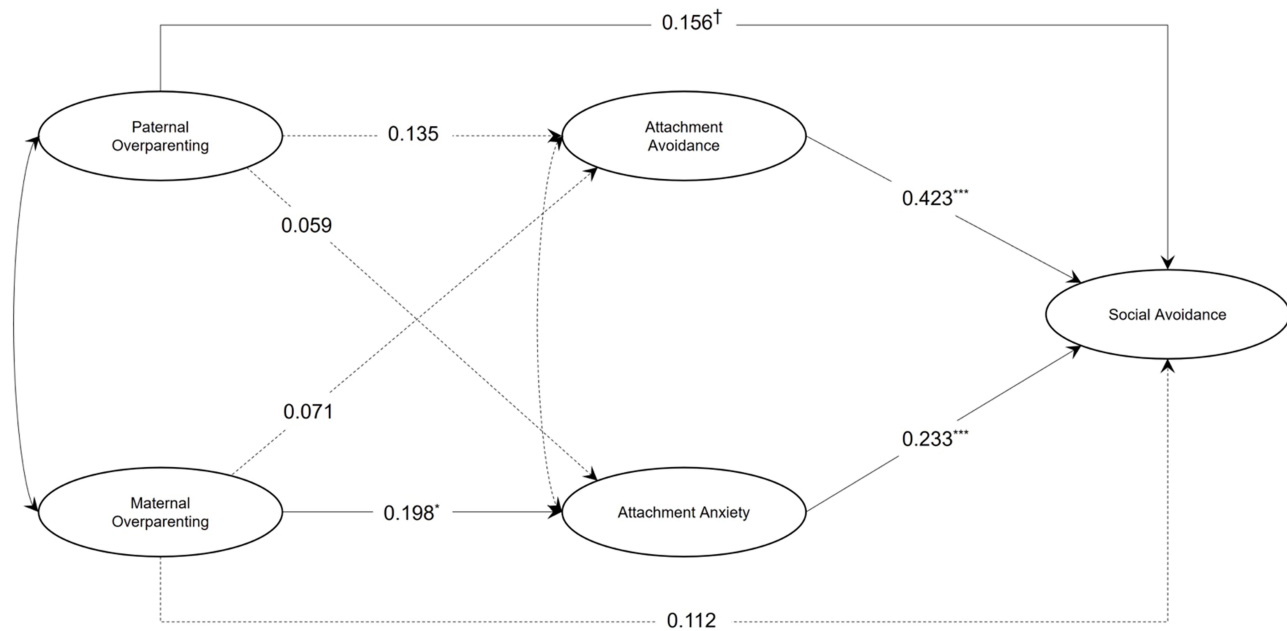 0.156†
Paternal
Overparenting
0.135
Attachment
Avoidance
0.423***
0.059
Social Avoidance
0.071
0.233***
Maternal
Overparenting
0.198*
Attachment Anxiety
0.112